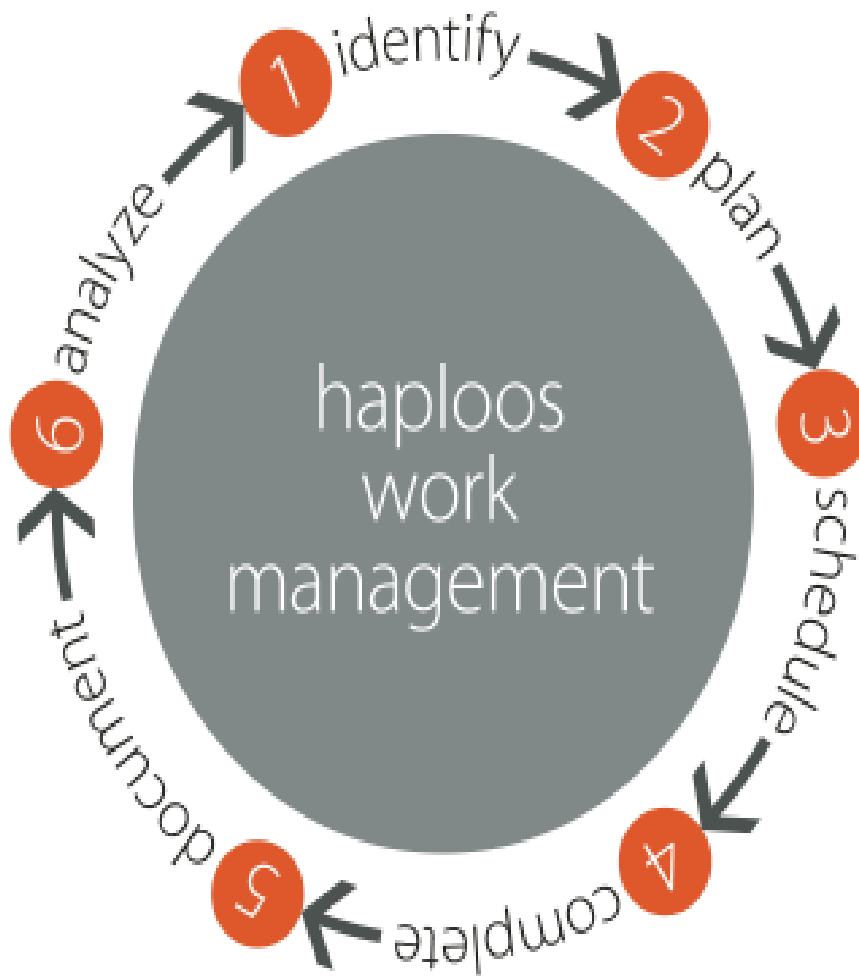 1 identify
2 plan
3 schedule
4 complete
5 document
6 analyze
haploos
work
management